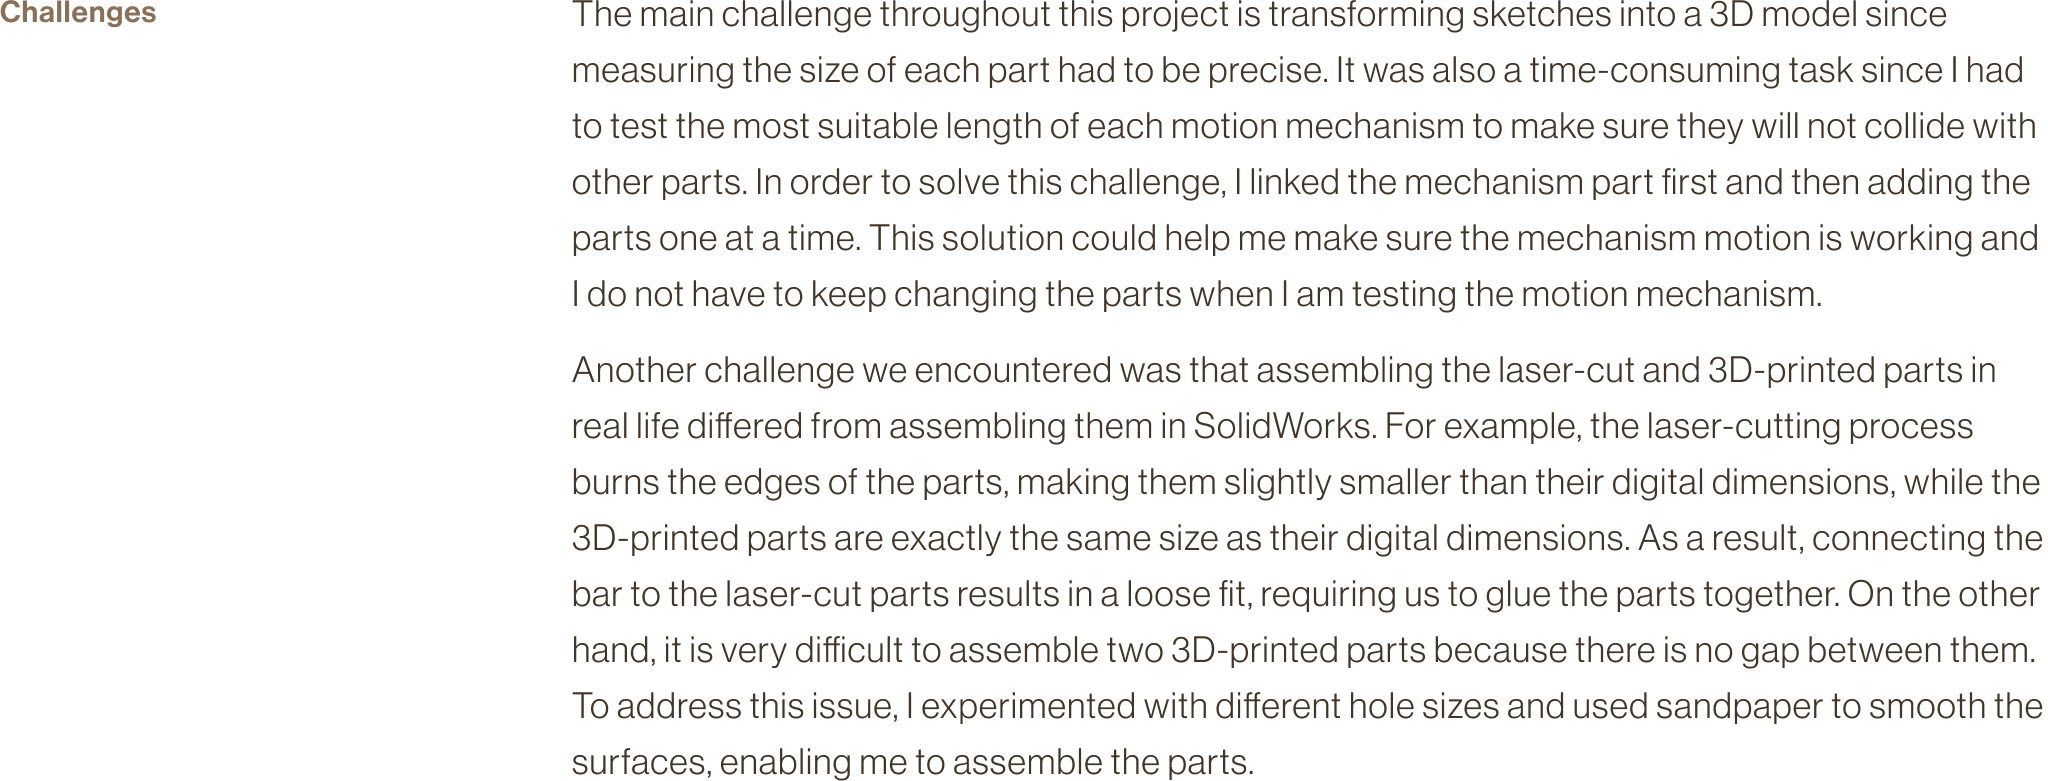 Challenges
The main challenge throughout this project is transforming sketches into a 3D model since
measuring the size of each part had to be precise. It was also a time-consuming task since I had
to test the most suitable length of each motion mechanism to make sure they will not collide with
other parts. In order to solve this challenge, I linked the mechanism part first and then adding the
parts one at a time. This solution could help me make sure the mechanism motion is working and
I do not have to keep changing the parts when I am testing the motion mechanism.
Another challenge we encountered was that assembling the laser-cut and 3D-printed parts in
real life differed from assembling them in SolidWorks. For example, the laser-cutting process
burns the edges of the parts, making them slightly smaller than their digital dimensions, while the
3D-printed parts are exactly the same size as their digital dimensions. As a result, connecting the
bar to the laser-cut parts results in a loose fit, requiring us to glue the parts together. On the other
hand, it is very difficult to assemble two 3D-printed parts because there is no gap between them.
To address this issue, I experimented with different hole sizes and used sandpaper to smooth the
surfaces, enabling me to assemble the parts.